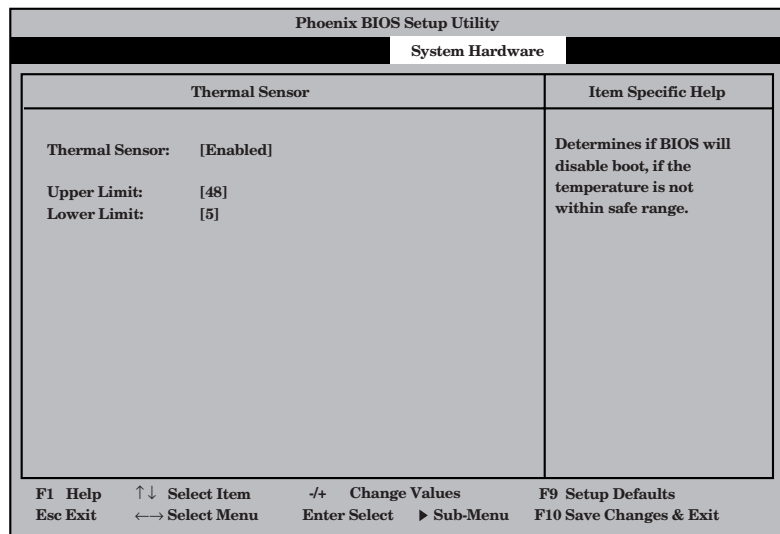 Phoenix BIOS Setup Utility
System Hardware
Thermal Sensor
Item Specific Help
Thermal Sensor: [Enabled]
Upper Limit: [48]
Lower Limit: [5]
Determines if BIOS will
disable boot, if the
temperature is not
within safe range.
F1 Help ↑↓ Select Item -/+ Change Values F9 Setup Defaults
Esc Exit ←→ Select Menu Enter Select ▶ Sub-Menu F10 Save Changes & Exit